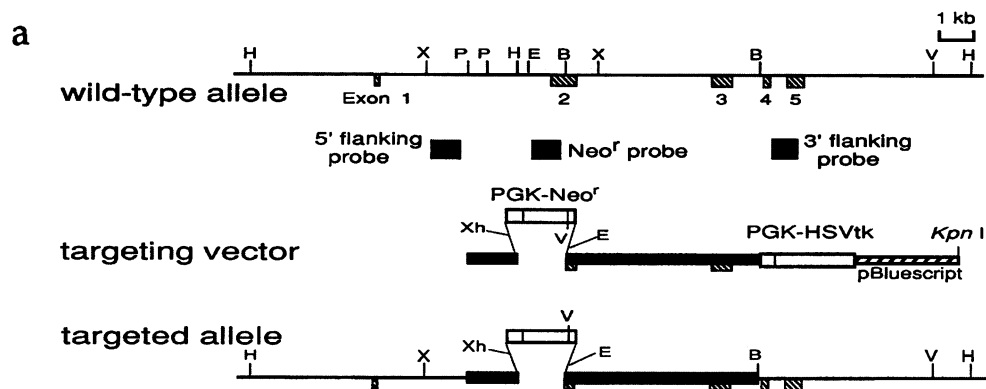 a
1 kb
H X P P H E B X B V H
wild-type allele
Exon 1 2 3 4 5
5' flanking probe
Neoʳ probe
3' flanking probe
PGK-Neoʳ
Xh V E
targeting vector
PGK-HSVtk
Kpn I
pBluescript
targeted allele
V
H X Xh E B V H